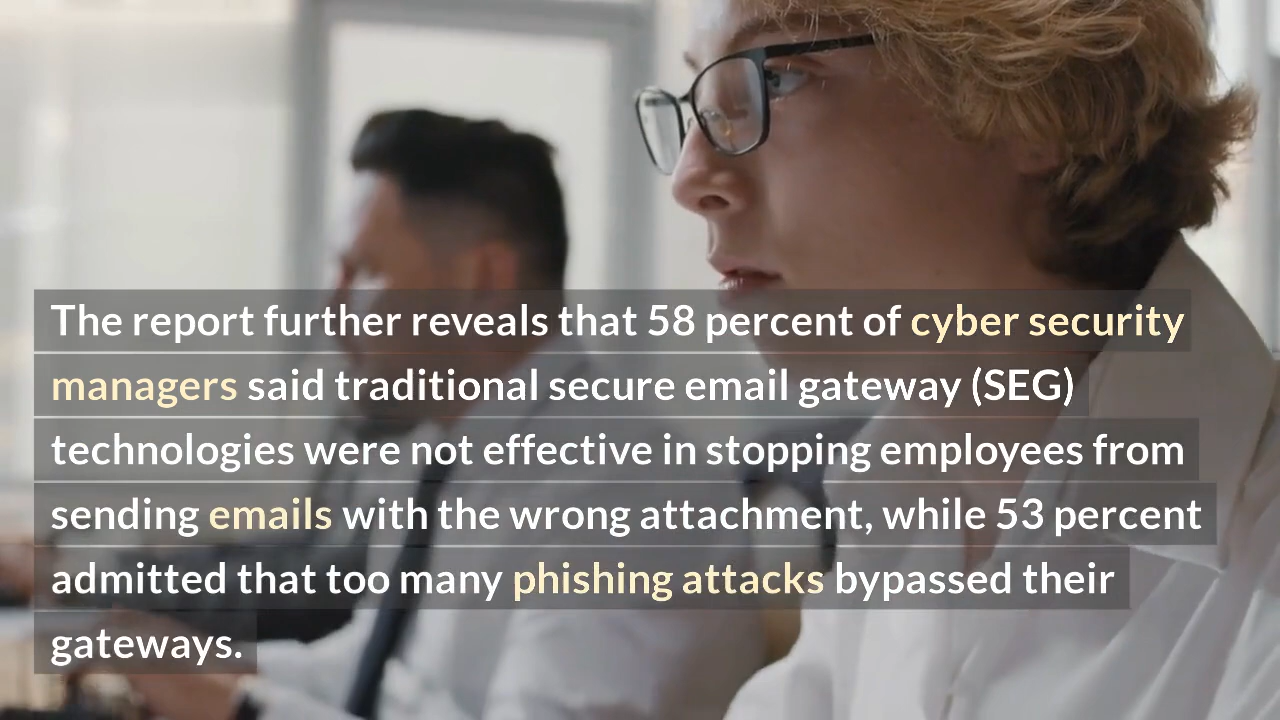 The report further reveals that 58 percent of cyber security
managers said traditional secure email gateway (SEG)
technologies were not effective in stopping employees from
sending emails with the wrong attachment, while 53 percent
admitted that too many phishing attacks bypassed their
gateways.